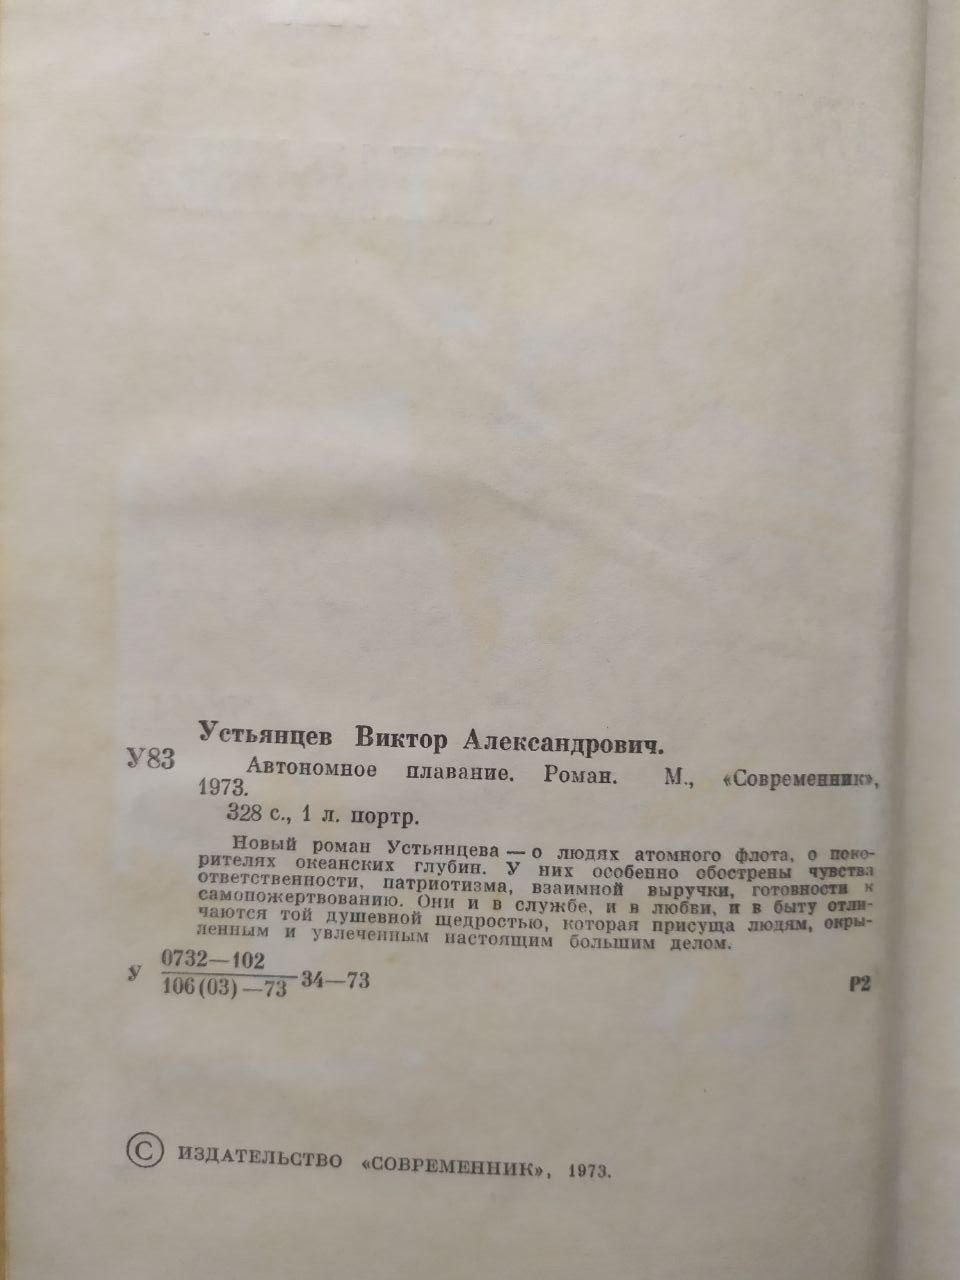 Устьянцев Виктор Александрович.
У83
Автономное плавание. Роман. М., «Современник»,
1973.
328 с., 1 л. портр.
Новый роман Устьянцева — о людях атомного флота, о поко-
рителях океанских глубин. У них особенно обострены чувства
ответственности, патриотизма, взаимной выручки, готовности к
самопожертвованию. Они и в службе, и в любви, и в быту отли-
чаются той душевной щедростью, которая присуща людям, окры-
ленным и увлеченным настоящим большим делом.
0732—102
У 106(03)—73 34—73 Р2
© ИЗДАТЕЛЬСТВО «СОВРЕМЕННИК», 1973.